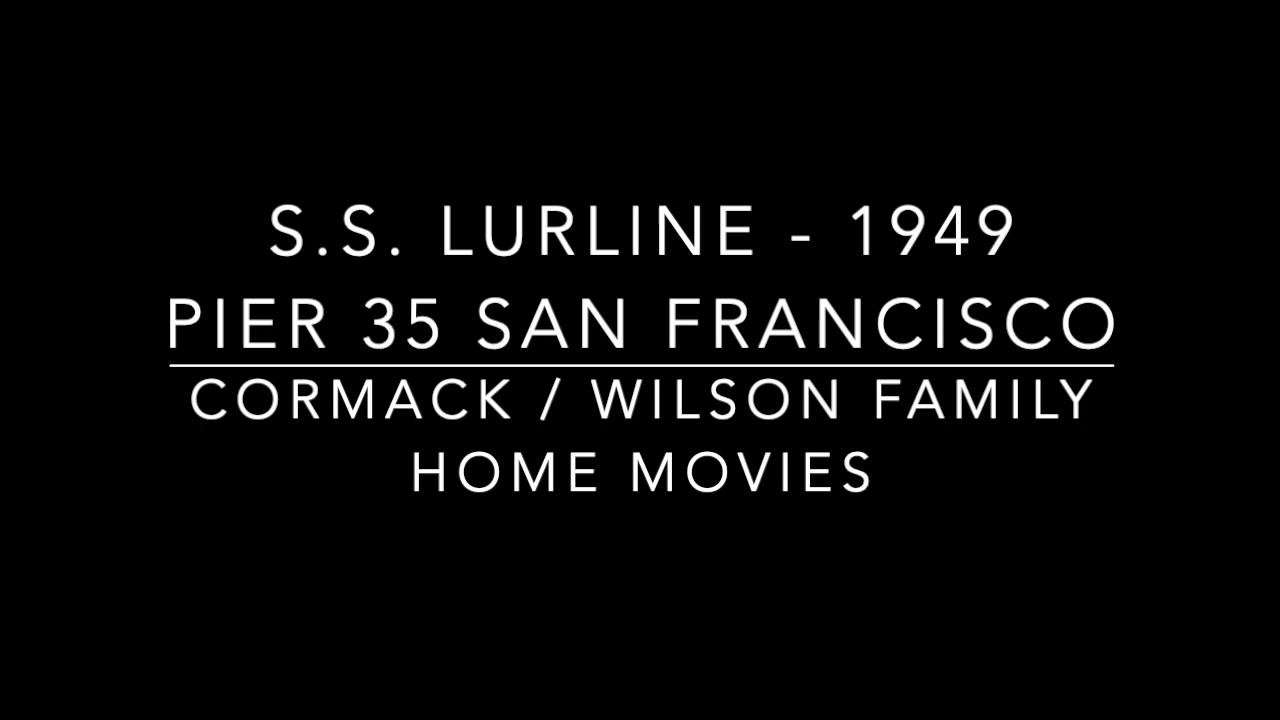 S.S. LURLINE - 1949
PIER 35 SAN FRANCISCO
CORMACK / WILSON FAMILY
HOME MOVIES